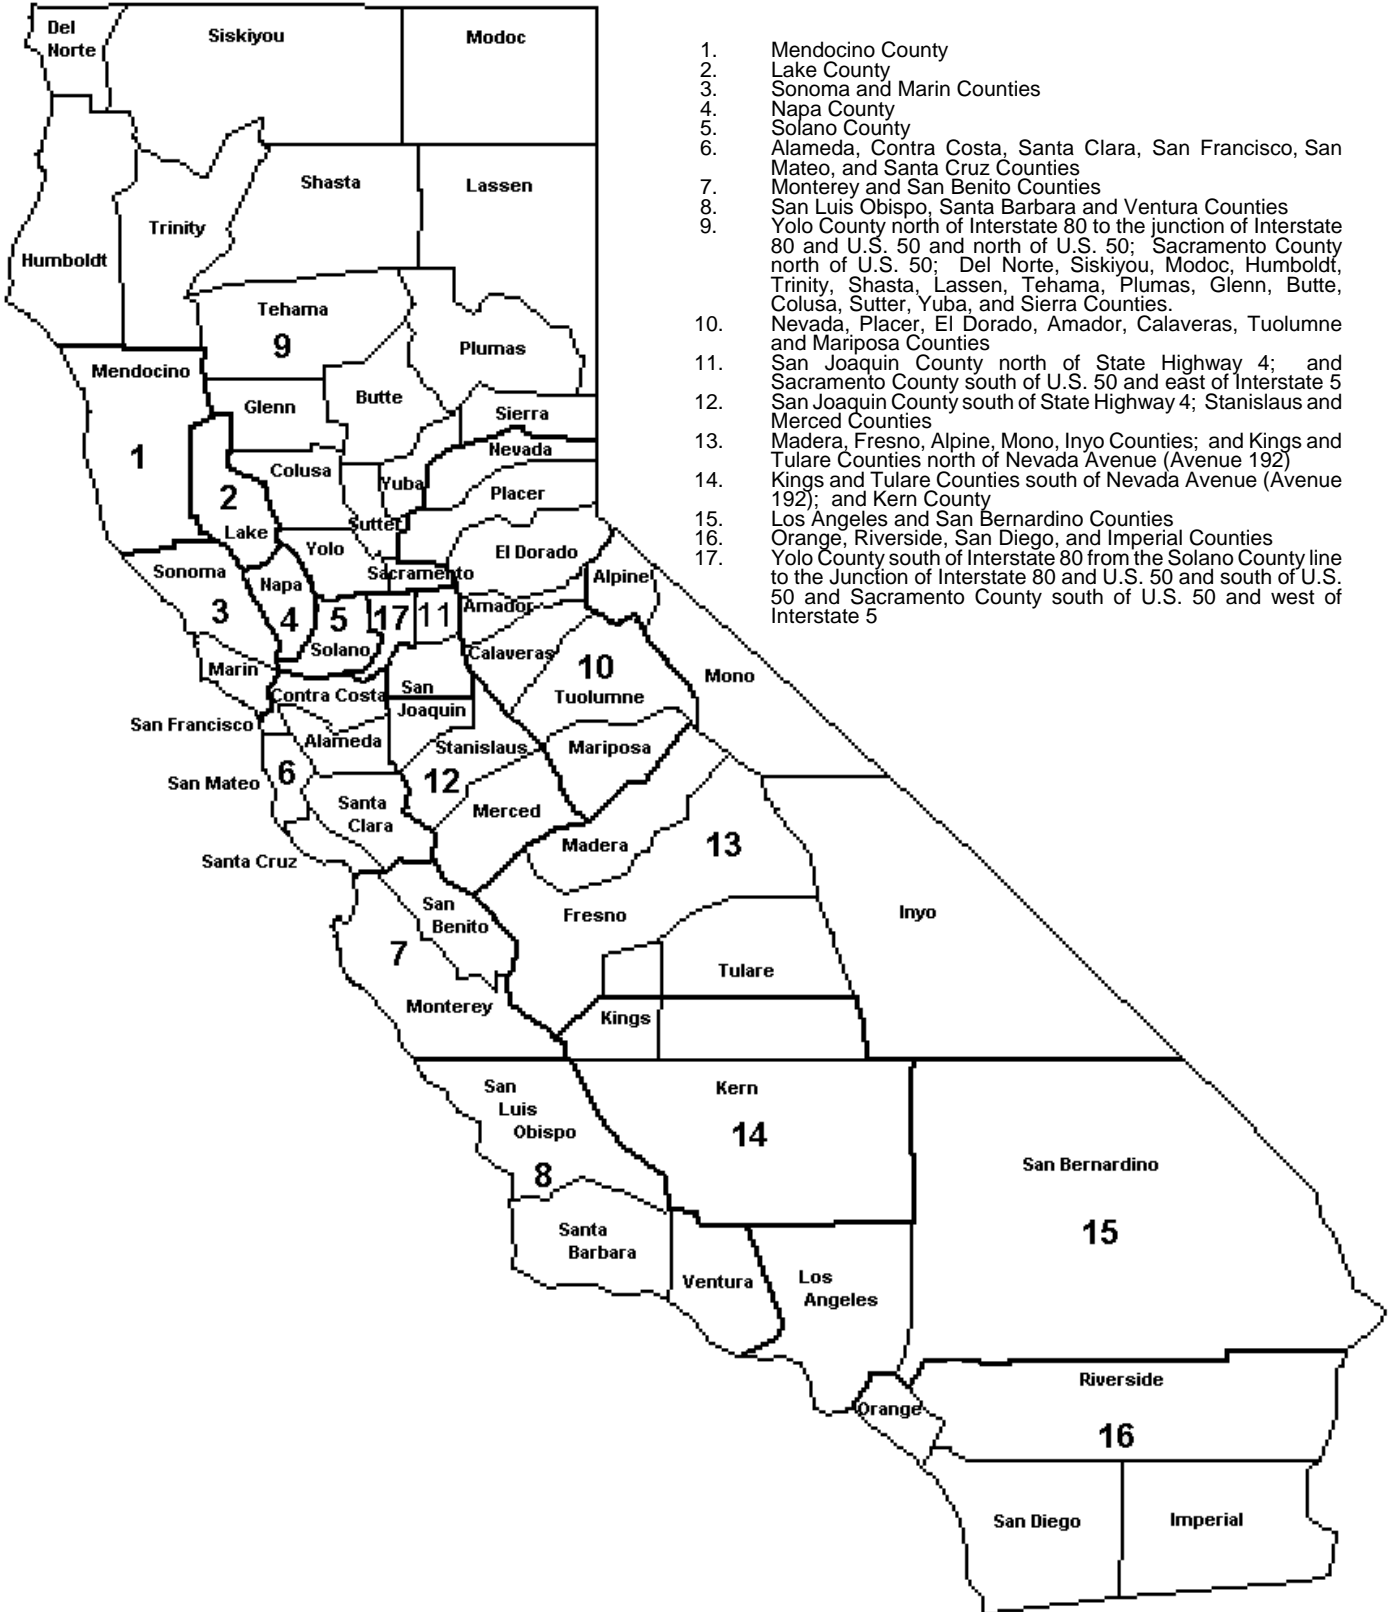 Del
Norte
Siskiyou
Modoc
Shasta
Lassen
Trinity
Humboldt
Tehama
9
Plumas
Mendocino
Butte
Glenn
Sierra
1
Nevada
Colusa
Yuba
Placer
2
Sutter
Lake
Yolo
El Dorado
Sonoma
Sacramento
Alpine
Napa
Amador
3
4
5
17
11
Solano
Calaveras
10
Marin
Mono
San
Joaquin
Contra Costa
Tuolumne
San Francisco
Alameda
Stanislaus
Mariposa
6
San Mateo
12
Santa
Clara
Merced
Madera
13
Santa Cruz
San
Benito
Fresno
Inyo
7
Tulare
Monterey
Kings
San
Luis
Obispo
Kern
14
8
San Bernardino
15
Santa
Barbara
Ventura
Los
Angeles
Riverside
Orange
16
San Diego
Imperial
1. Mendocino County
2. Lake County
3. Sonoma and Marin Counties
4. Napa County
5. Solano County
6. Alameda, Contra Costa, Santa Clara, San Francisco, San
Mateo, and Santa Cruz Counties
7. Monterey and San Benito Counties
8. San Luis Obispo, Santa Barbara and Ventura Counties
9. Yolo County north of Interstate 80 to the junction of Interstate
80 and U.S. 50 and north of U.S. 50; Sacramento County
north of U.S. 50; Del Norte, Siskiyou, Modoc, Humboldt,
Trinity, Shasta, Lassen, Tehama, Plumas, Glenn, Butte,
Colusa, Sutter, Yuba, and Sierra Counties.
10. Nevada, Placer, El Dorado, Amador, Calaveras, Tuolumne
and Mariposa Counties
11. San Joaquin County north of State Highway 4; and
Sacramento County south of U.S. 50 and east of Interstate 5
12. San Joaquin County south of State Highway 4; Stanislaus and
Merced Counties
13. Madera, Fresno, Alpine, Mono, Inyo Counties; and Kings and
Tulare Counties north of Nevada Avenue (Avenue 192)
14. Kings and Tulare Counties south of Nevada Avenue (Avenue
192); and Kern County
15. Los Angeles and San Bernardino Counties
16. Orange, Riverside, San Diego, and Imperial Counties
17. Yolo County south of Interstate 80 from the Solano County line
to the Junction of Interstate 80 and U.S. 50 and south of U.S.
50 and Sacramento County south of U.S. 50 and west of
Interstate 5